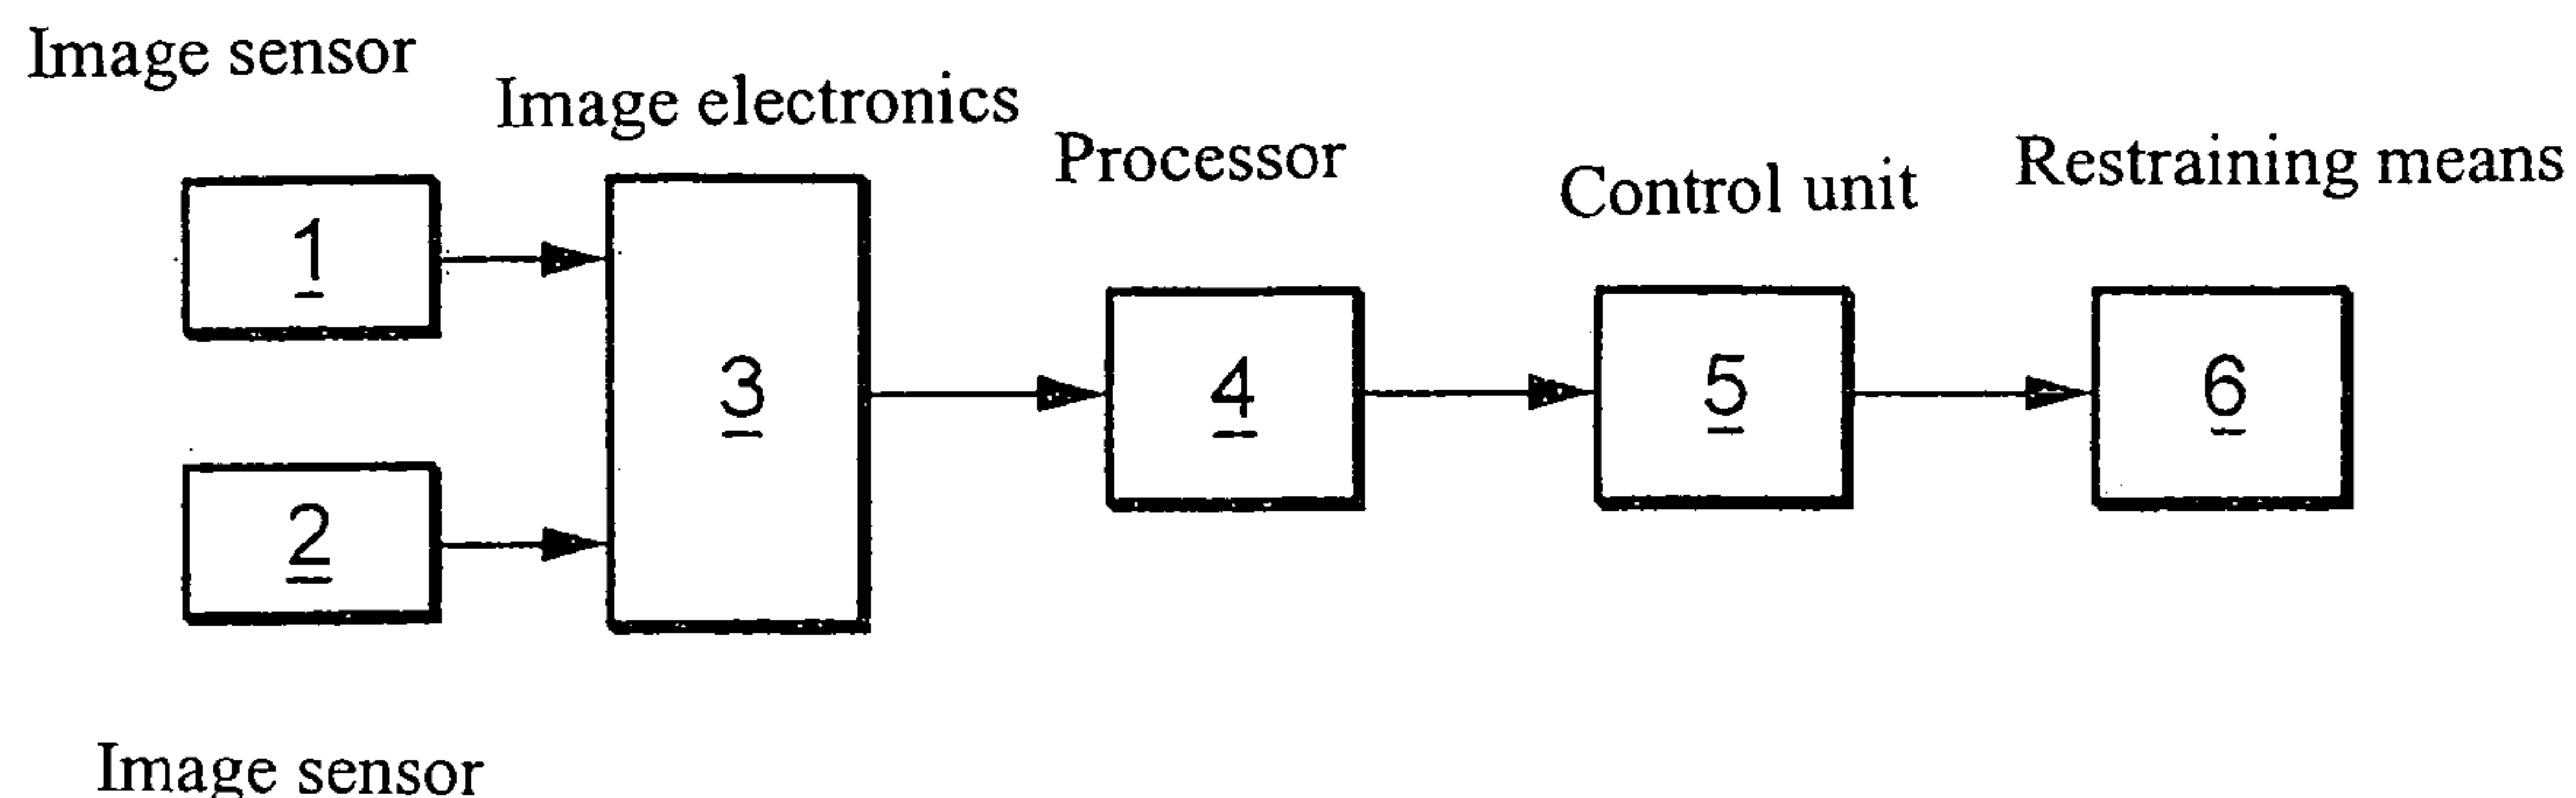 Image sensor
Image electronics
Processor
Control unit
Restraining means
1
2
3
4
5
6
Image sensor